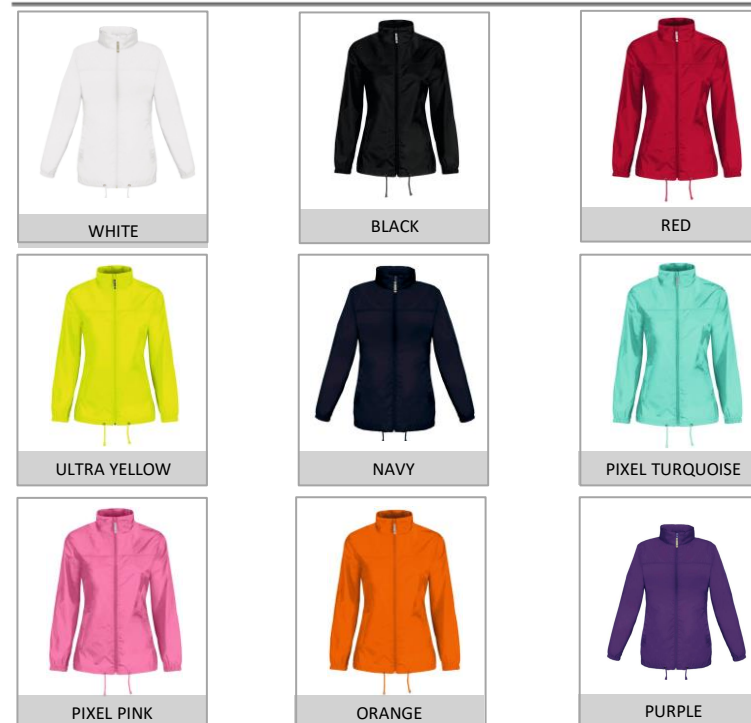 WHITE
BLACK
RED
ULTRA YELLOW
NAVY
PIXEL TURQUOISE
PIXEL PINK
ORANGE
PURPLE